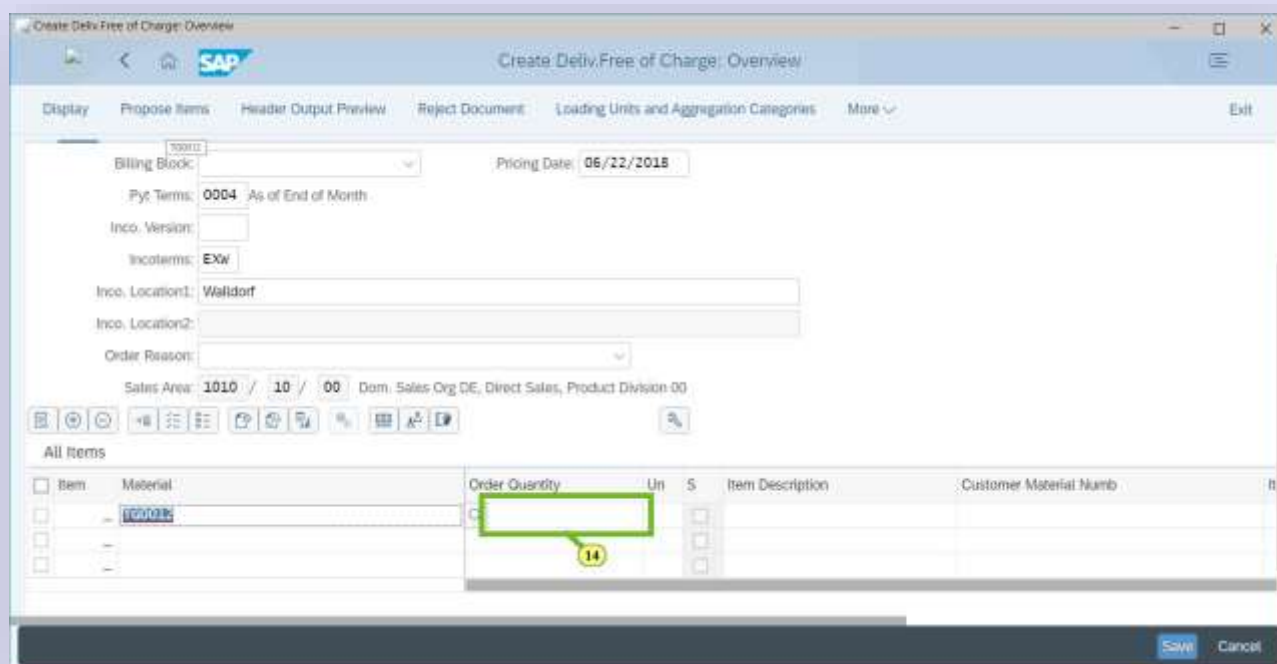 Create Deliv.Free of Charge: Overview
SAP
Create Deliv.Free of Charge: Overview
Display Propose Items Header Output Preview Reject Document Loading Units and Aggregation Categories More Exit
TG0012
Billing Block: Pricing Date: 06/22/2018
Pyt Terms: 0004 As of End of Month
Inco. Version:
Incoterms: EXW
Inco. Location1: Walldorf
Inco. Location2:
Order Reason:
Sales Area: 1010 / 10 / 00 Dom. Sales Org DE, Direct Sales, Product Division 00
All Items
Item Material Order Quantity Un S Item Description Customer Material Numb It
TG0012
14
Save Cancel